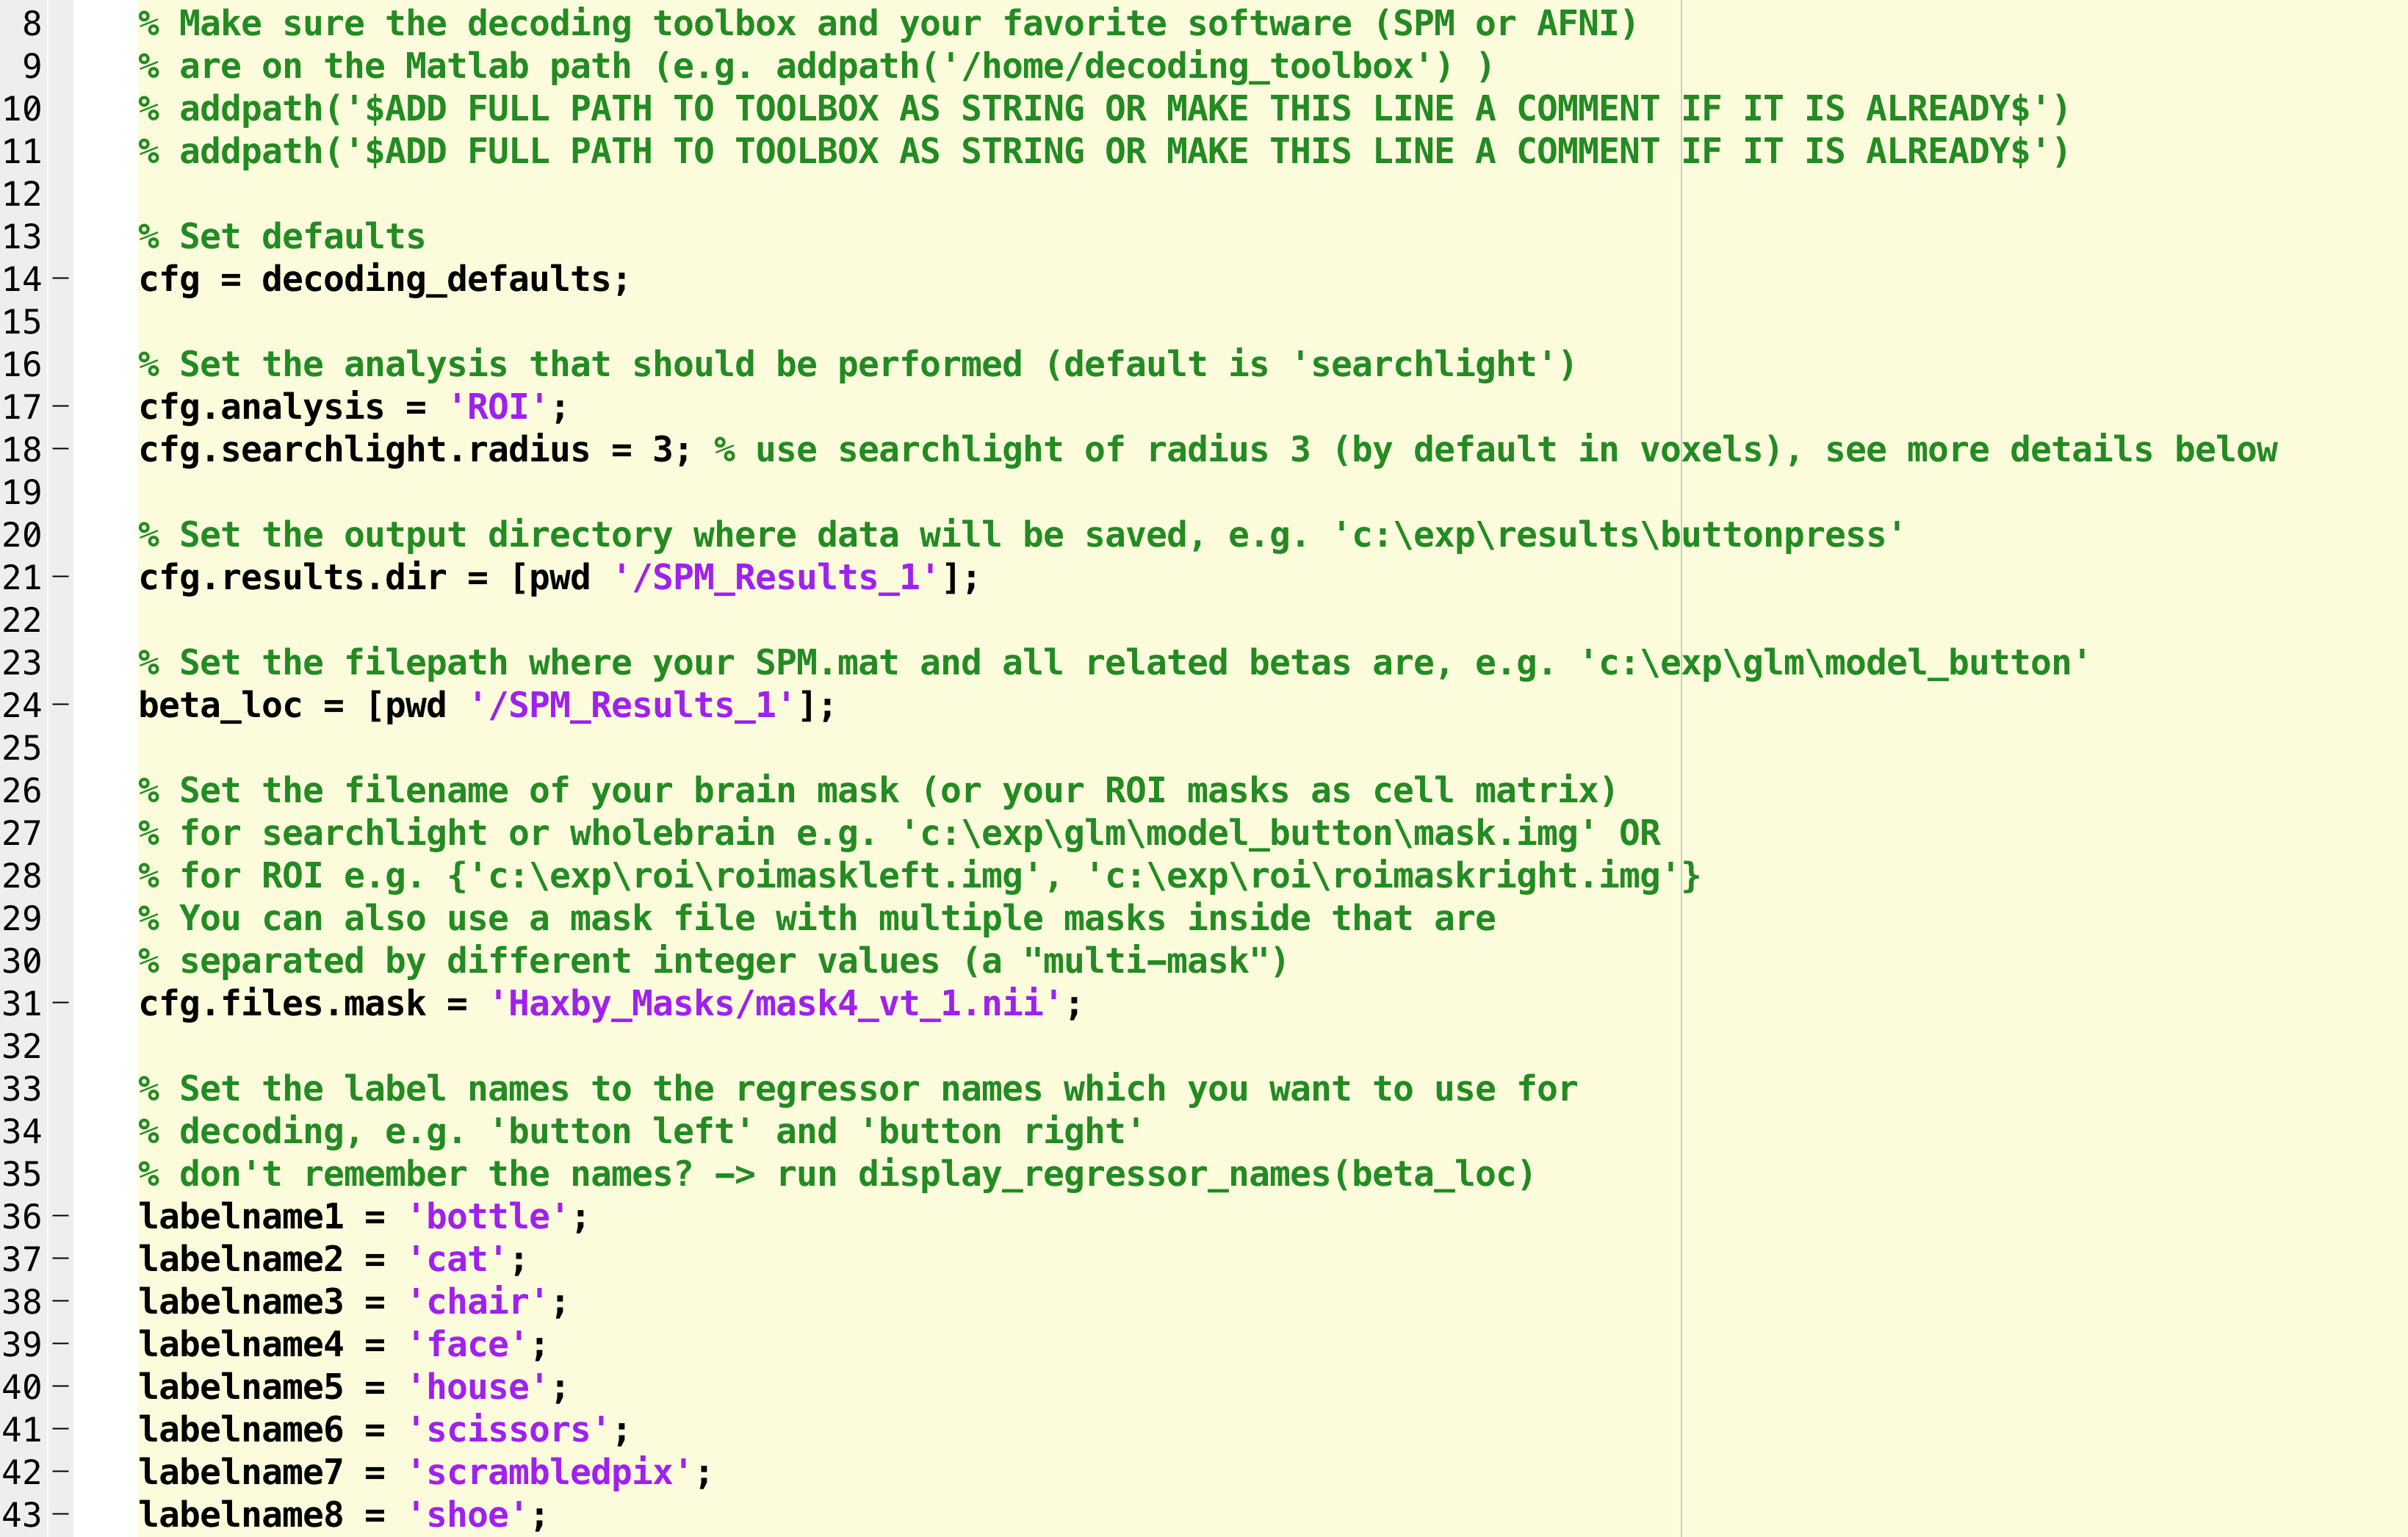 8 % Make sure the decoding toolbox and your favorite software (SPM or AFNI)
9 % are on the Matlab path (e.g. addpath('/home/decoding_toolbox') )
10 % addpath('$ADD FULL PATH TO TOOLBOX AS STRING OR MAKE THIS LINE A COMMENT IF IT IS ALREADY$')
11 % addpath('$ADD FULL PATH TO TOOLBOX AS STRING OR MAKE THIS LINE A COMMENT IF IT IS ALREADY$')
12
13 % Set defaults
14 – cfg = decoding_defaults;
15
16 % Set the analysis that should be performed (default is 'searchlight')
17 – cfg.analysis = 'ROI';
18 – cfg.searchlight.radius = 3; % use searchlight of radius 3 (by default in voxels), see more details below
19
20 % Set the output directory where data will be saved, e.g. 'c:\exp\results\buttonpress'
21 – cfg.results.dir = [pwd '/SPM_Results_1'];
22
23 % Set the filepath where your SPM.mat and all related betas are, e.g. 'c:\exp\glm\model_button'
24 – beta_loc = [pwd '/SPM_Results_1'];
25
26 % Set the filename of your brain mask (or your ROI masks as cell matrix)
27 % for searchlight or wholebrain e.g. 'c:\exp\glm\model_button\mask.img' OR
28 % for ROI e.g. {'c:\exp\roi\roimaskleft.img', 'c:\exp\roi\roimaskright.img'}
29 % You can also use a mask file with multiple masks inside that are
30 % separated by different integer values (a "multi-mask")
31 – cfg.files.mask = 'Haxby_Masks/mask4_vt_1.nii';
32
33 % Set the label names to the regressor names which you want to use for
34 % decoding, e.g. 'button left' and 'button right'
35 % don't remember the names? -> run display_regressor_names(beta_loc)
36 – labelname1 = 'bottle';
37 – labelname2 = 'cat';
38 – labelname3 = 'chair';
39 – labelname4 = 'face';
40 – labelname5 = 'house';
41 – labelname6 = 'scissors';
42 – labelname7 = 'scrambledpix';
43 – labelname8 = 'shoe';